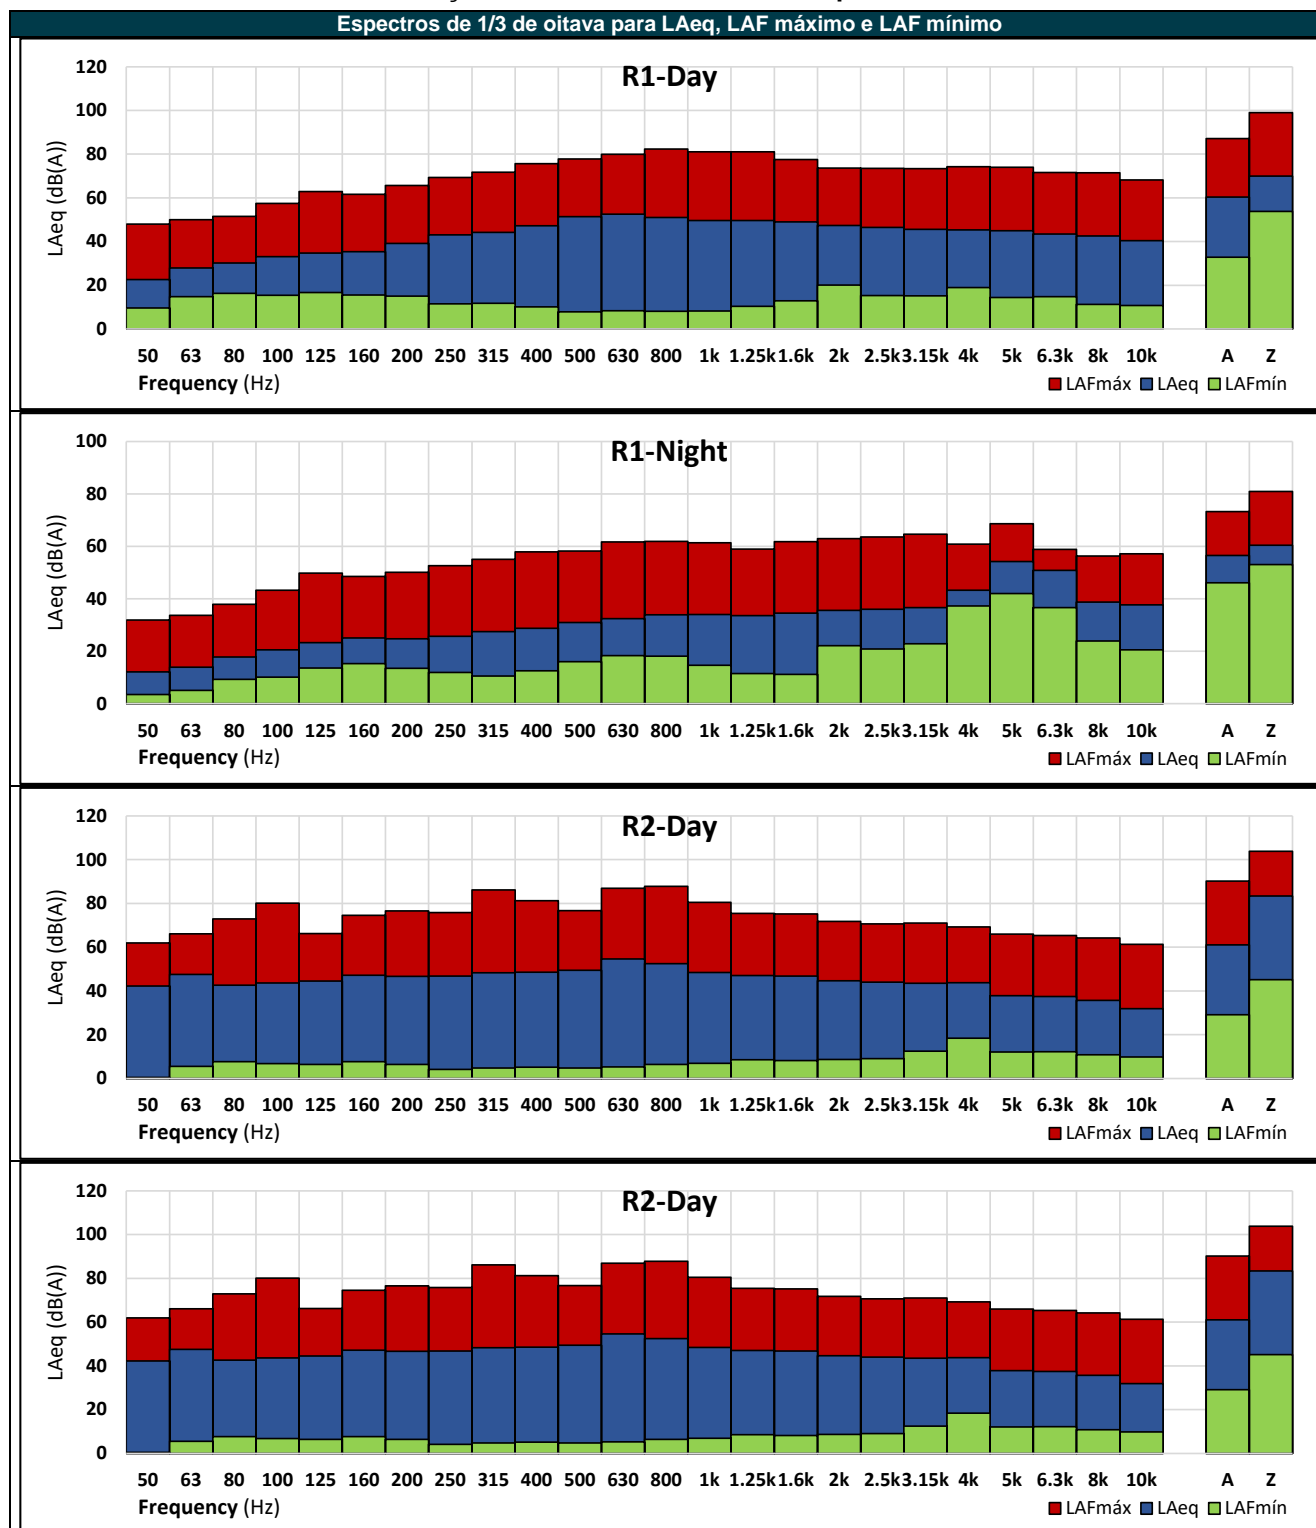 Espectros de 1/3 de oitava para LAeq, LAF máximo e LAF mínimo
R1-Day
LAeq (dB(A))
120
100
80
60
40
20
0
50 63 80 100 125 160 200 250 315 400 500 630 800 1k 1.25k 1.6k 2k 2.5k 3.15k 4k 5k 6.3k 8k 10k A Z
Frequency (Hz)
LAFmáx LAeq LAFmín
R1-Night
LAeq (dB(A))
100
80
60
40
20
0
50 63 80 100 125 160 200 250 315 400 500 630 800 1k 1.25k 1.6k 2k 2.5k 3.15k 4k 5k 6.3k 8k 10k A Z
Frequency (Hz)
LAFmáx LAeq LAFmín
R2-Day
LAeq (dB(A))
120
100
80
60
40
20
0
50 63 80 100 125 160 200 250 315 400 500 630 800 1k 1.25k 1.6k 2k 2.5k 3.15k 4k 5k 6.3k 8k 10k A Z
Frequency (Hz)
LAFmáx LAeq LAFmín
R2-Day
LAeq (dB(A))
120
100
80
60
40
20
0
50 63 80 100 125 160 200 250 315 400 500 630 800 1k 1.25k 1.6k 2k 2.5k 3.15k 4k 5k 6.3k 8k 10k A Z
Frequency (Hz)
LAFmáx LAeq LAFmín